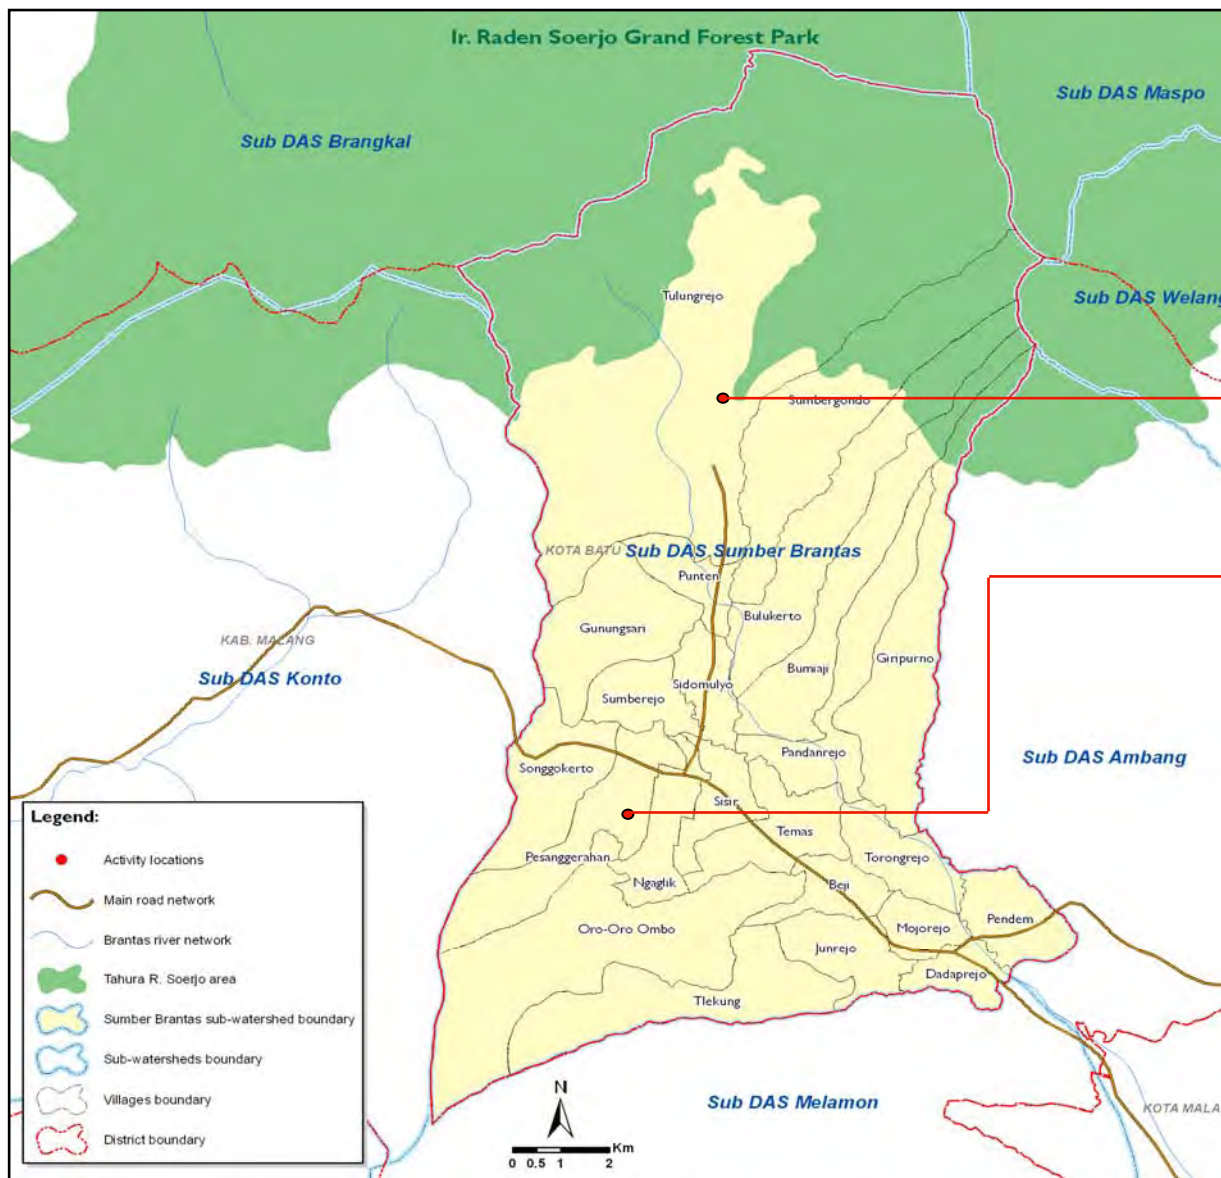 Ir. Raden Soerjo Grand Forest Park
Sub DAS Maspo
Sub DAS Brangkal
Tulungrejo
Sub DAS Welang
Sumbergondo
KOTA BATU
Sub DAS Sumber Brantas
Punten
Bulukerto
Gunungsari
KAB. MALANG
Sub DAS Konto
Bumiaji
Giripurno
Sidomulyo
Sumberejo
Pandanrejo
Songgokerto
Sub DAS Ambang
Sisir
Temas
Pesanggerahan
Torongrejo
Ngaglik
Beji
Oro-Oro Ombo
Mojorejo
Pendem
Junrejo
Dadaprejo
Tlekung
Legend:
Activity locations
Main road network
Brantas river network
Tahura R. Soerjo area
Sumber Brantas sub-watershed boundary
Sub-watersheds boundary
Villages boundary
District boundary
N
Km
0 0.5 1 2
Sub DAS Melamon
KOTA MALA